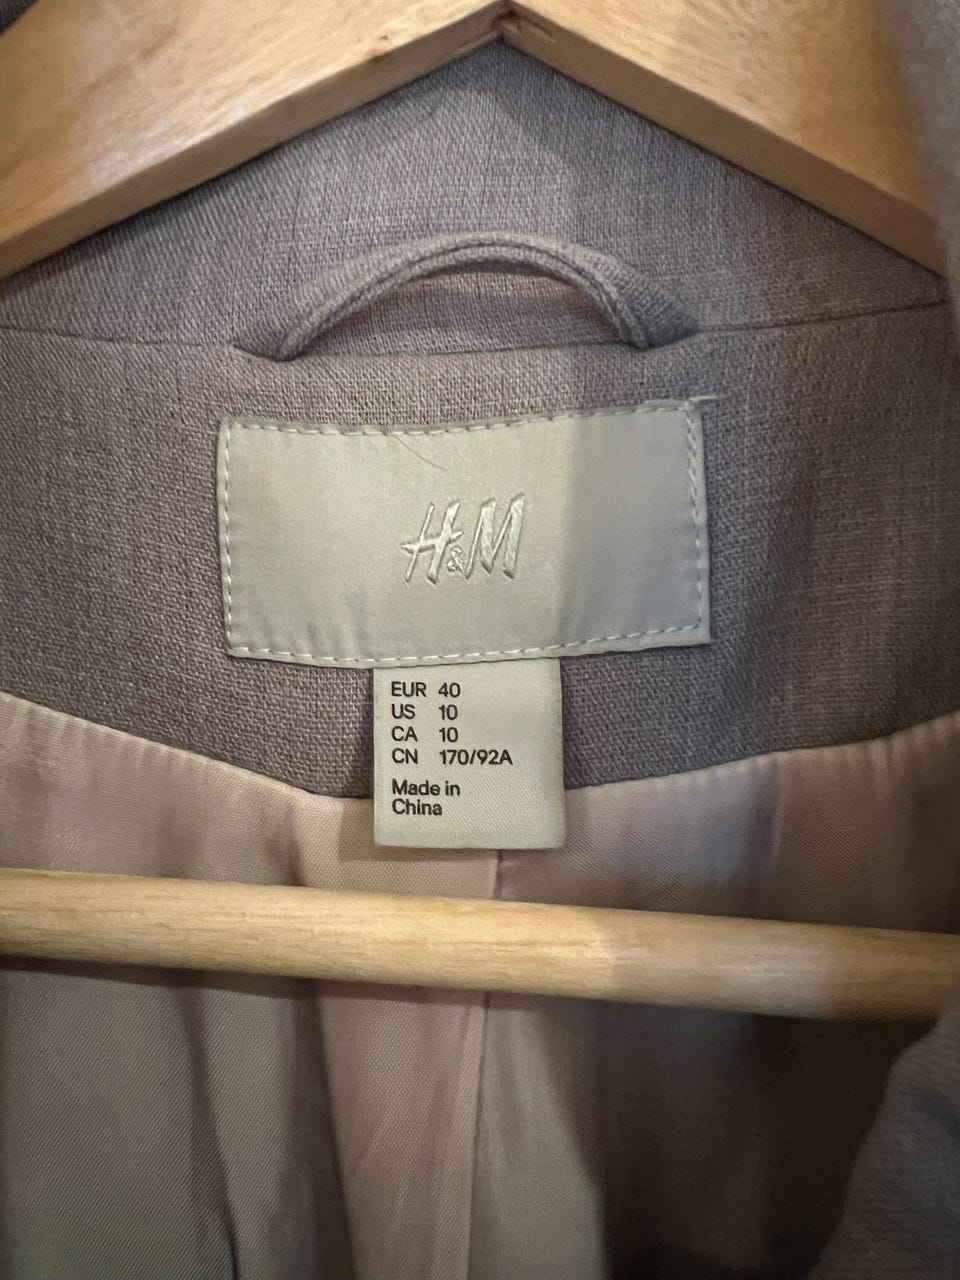 H&M
EUR 40
US 10
CA 10
CN 170/92A
Made in
China